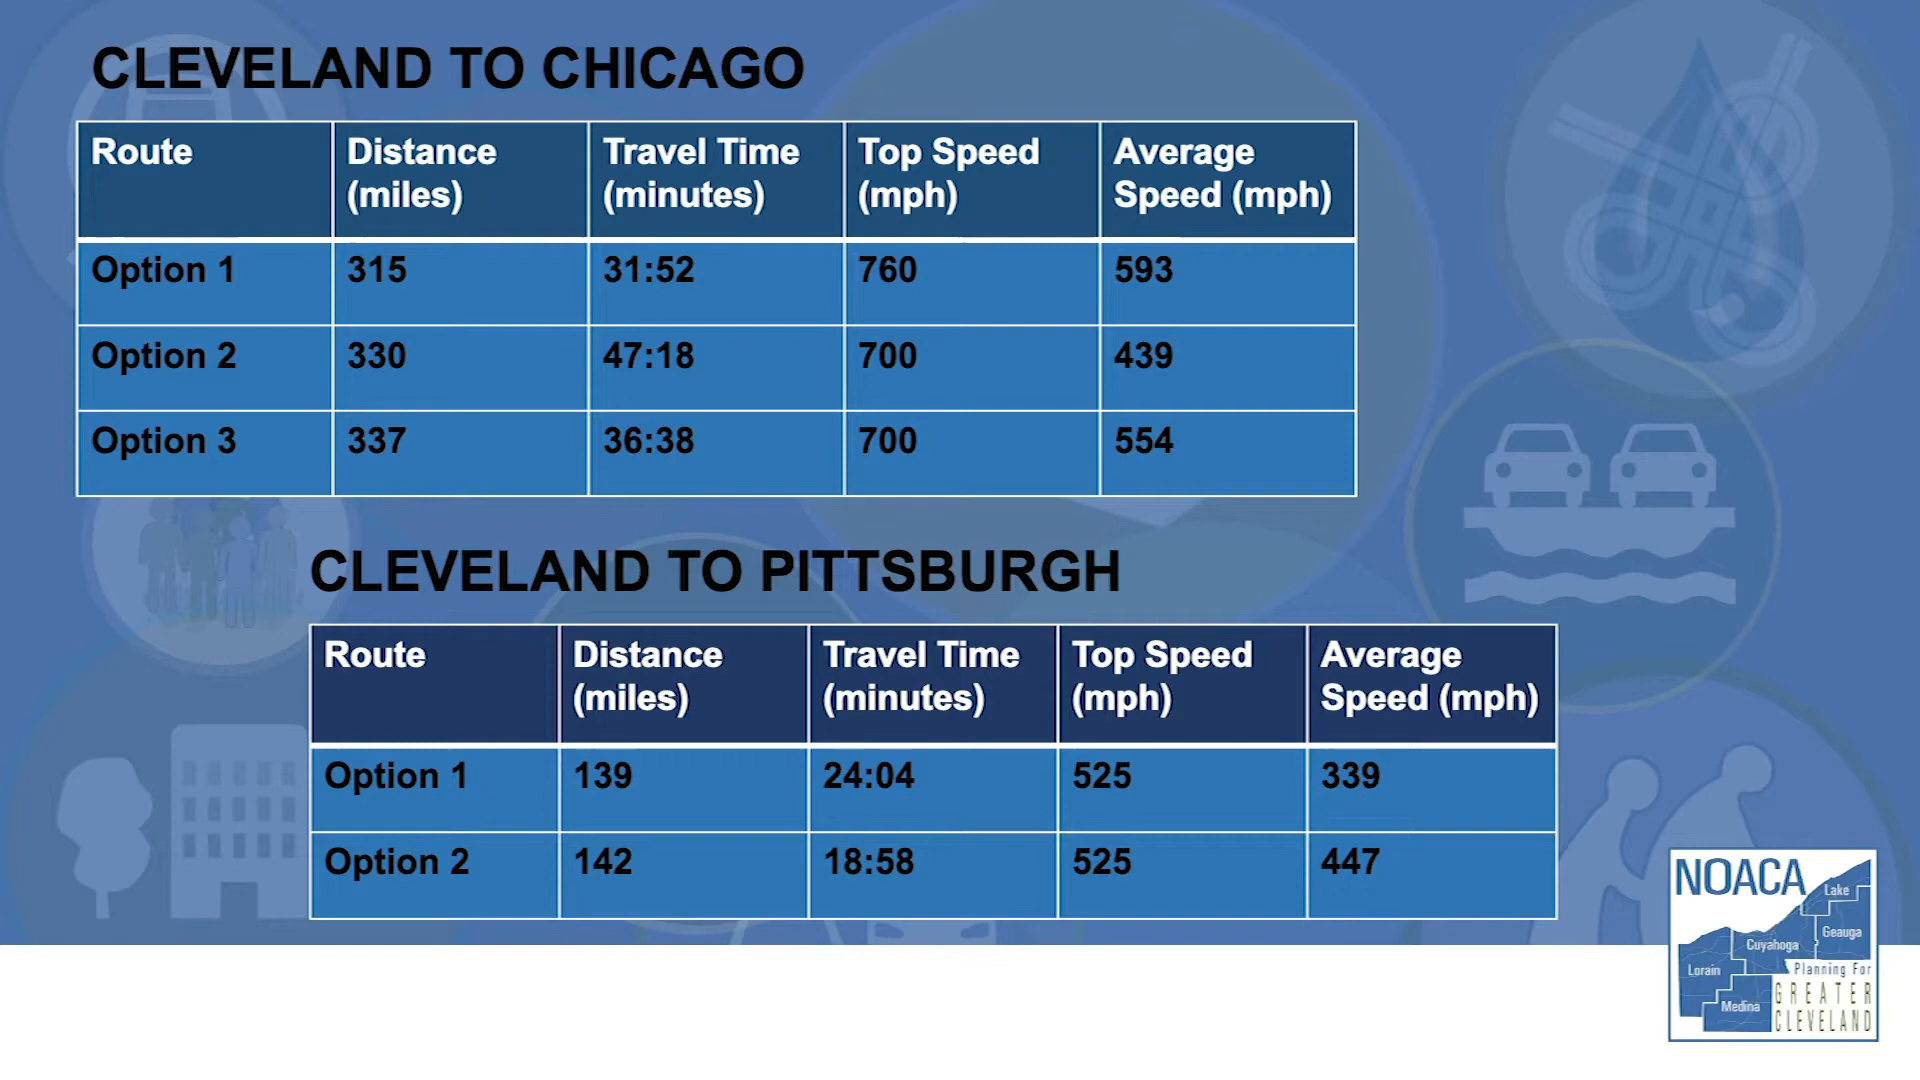 CLEVELAND TO CHICAGO
Route Distance (miles) Travel Time (minutes) Top Speed (mph) Average Speed (mph)
Option 1 315 31:52 760 593
Option 2 330 47:18 700 439
Option 3 337 36:38 700 554
CLEVELAND TO PITTSBURGH
Route Distance (miles) Travel Time (minutes) Top Speed (mph) Average Speed (mph)
Option 1 139 24:04 525 339
Option 2 142 18:58 525 447
NOACA
Lake
Geauga
Cuyahoga
Lorain
Medina
Planning For
GREATER
CLEVELAND